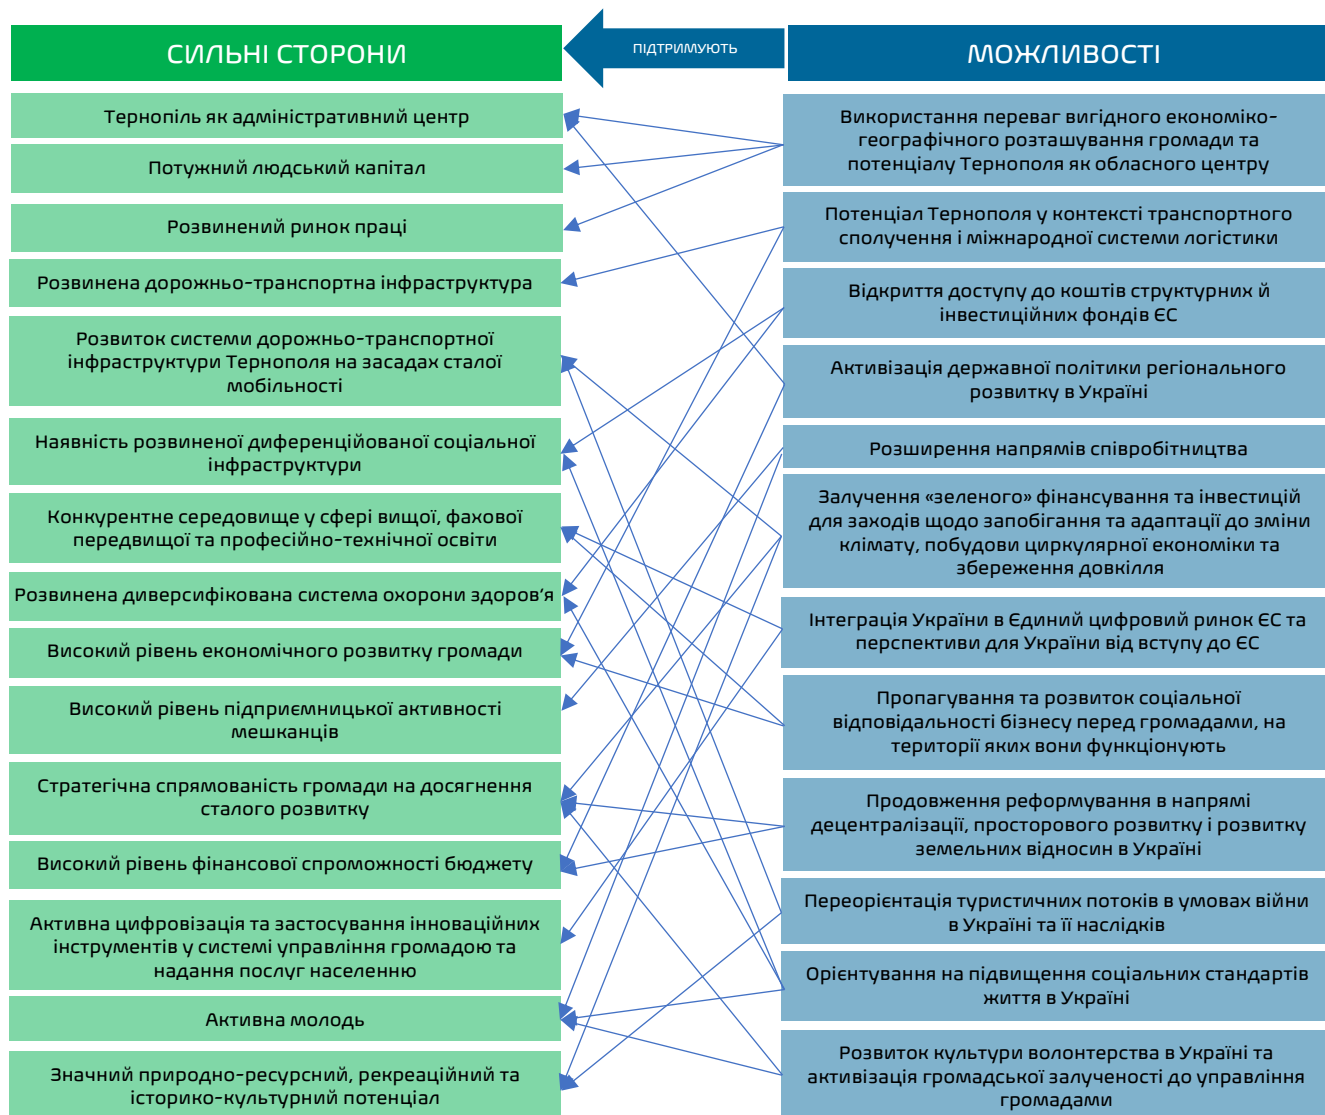 СИЛЬНІ СТОРОНИ
ПІДТРИМУЮТЬ
МОЖЛИВОСТІ
Тернопіль як адміністративний центр
Потужний людський капітал
Розвинений ринок праці
Розвинена дорожньо-транспортна інфраструктура
Розвиток системи дорожньо-транспортної
інфраструктури Тернополя на засадах сталої
мобільності
Наявність розвиненої диференційованої соціальної
інфраструктури
Конкурентне середовище у сфері вищої, фахової
передвищої та професійно-технічної освіти
Розвинена диверсифікована система охорони здоров’я
Високий рівень економічного розвитку громади
Високий рівень підприємницької активності
мешканців
Стратегічна спрямованість громади на досягнення
сталого розвитку
Високий рівень фінансової спроможності бюджету
Активна цифровізація та застосування інноваційних
інструментів у системі управління громадою та
надання послуг населенню
Активна молодь
Значний природно-ресурсний, рекреаційний та
історико-культурний потенціал
Використання переваг вигідного економіко-
географічного розташування громади та
потенціалу Тернополя як обласного центру
Потенціал Тернополя у контексті транспортного
сполучення і міжнародної системи логістики
Відкриття доступу до коштів структурних й
інвестиційних фондів ЄС
Активізація державної політики регіонального
розвитку в Україні
Розширення напрямів співробітництва
Залучення «зеленого» фінансування та інвестицій
для заходів щодо запобігання та адаптації до зміни
клімату, побудови циркулярної економіки та
збереження довкілля
Інтеграція України в Єдиний цифровий ринок ЄС та
перспективи для України від вступу до ЄС
Пропагування та розвиток соціальної
відповідальності бізнесу перед громадами, на
території яких вони функціонують
Продовження реформування в напрямі
децентралізації, просторового розвитку і розвитку
земельних відносин в Україні
Переорієнтація туристичних потоків в умовах війни
в Україні та її наслідків
Орієнтування на підвищення соціальних стандартів
життя в Україні
Розвиток культури волонтерства в Україні та
активізація громадської залученості до управління
громадами